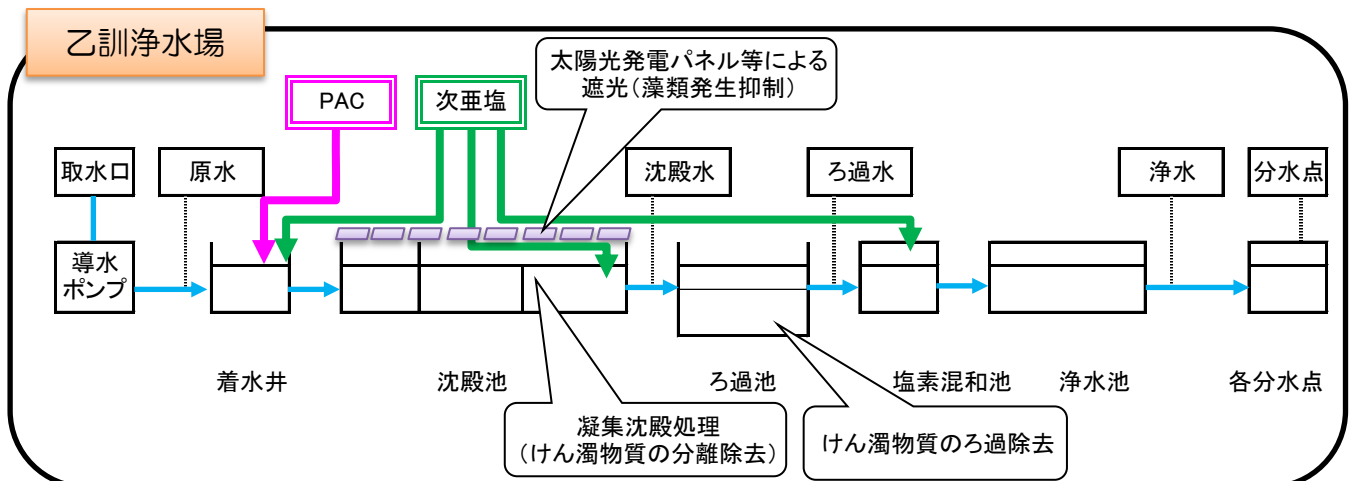 乙訓浄水場
太陽光発電パネル等による
遮光(藻類発生抑制)
PAC
次亜塩
取水口
原水
沈殿水
ろ過水
浄水
分水点
導水
ポンプ
着水井
沈殿池
ろ過池
塩素混和池
浄水池
各分水点
凝集沈殿処理
(けん濁物質の分離除去)
けん濁物質のろ過除去